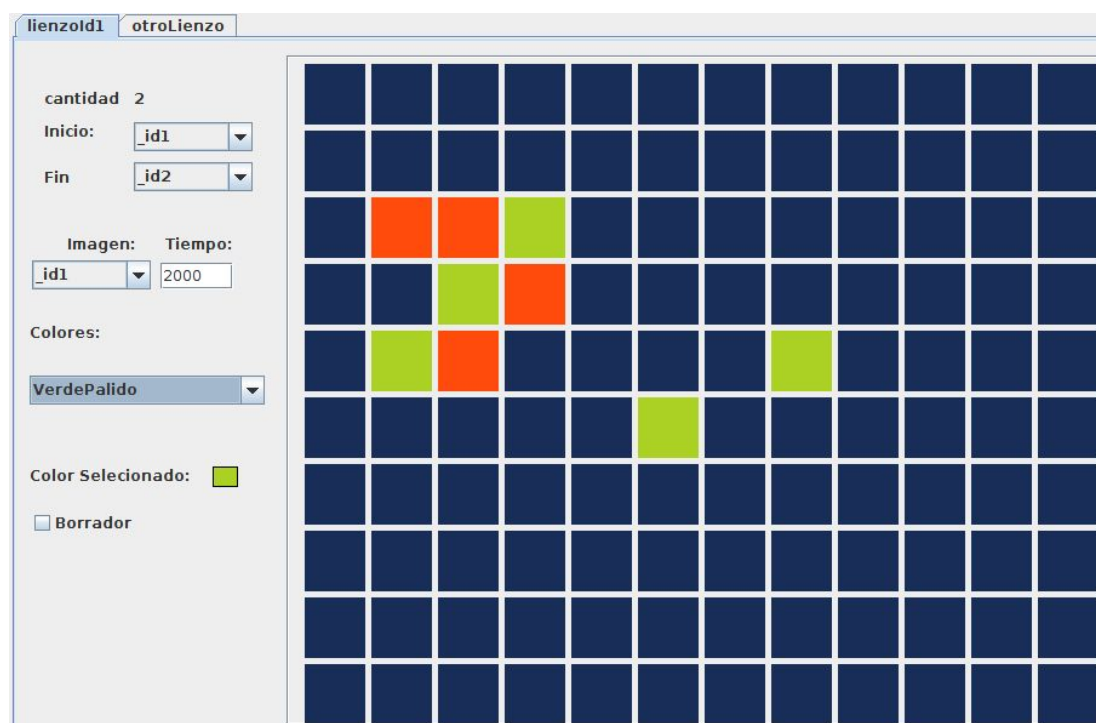 lienzoId1 otroLienzo
cantidad 2
Inicio: _id1
Fin _id2
Imagen: Tiempo:
_id1 2000
Colores:
VerdePalido
Color Selecionado:
Borrador